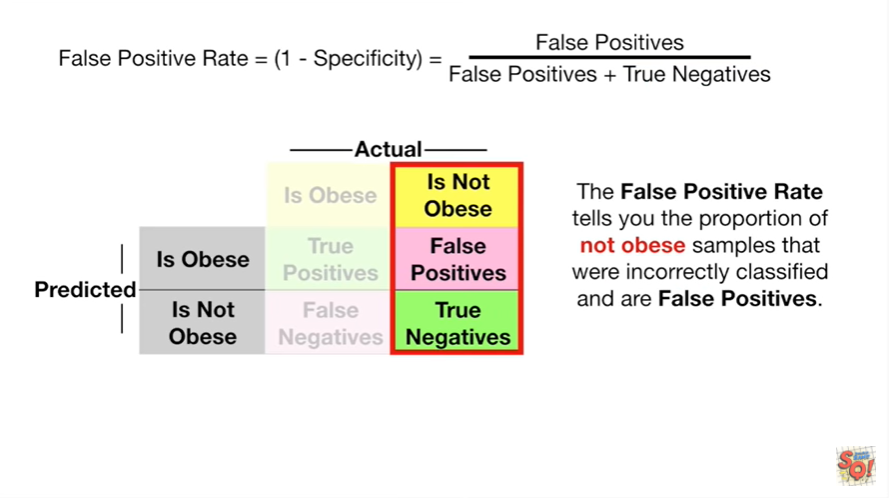 False Positive Rate = (1 - Specificity) =
False Positives
False Positives + True Negatives
Actual
Is Obese
Is Not
Obese
Predicted
Is Obese
True
Positives
False
Positives
Is Not
Obese
False
Negatives
True
Negatives
The False Positive Rate
tells you the proportion of
not obese samples that
were incorrectly classified
and are False Positives.
SQ!